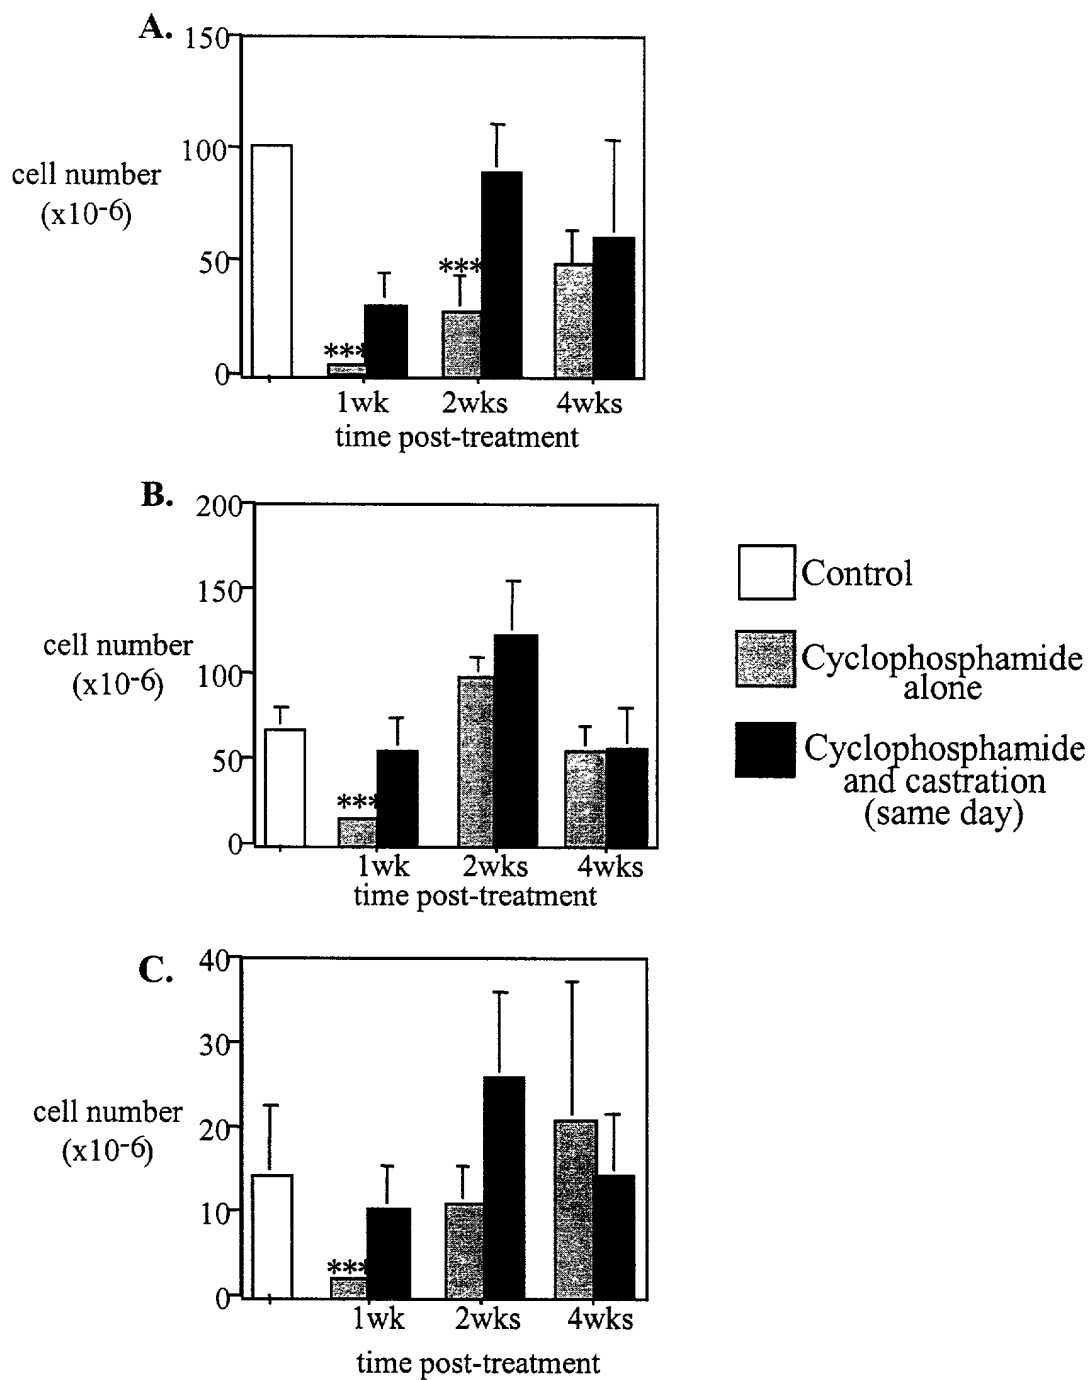 A.
150
100
50
0
cell number
(x10-6)
***
***
1wk 2wks 4wks
time post-treatment
B.
200
150
100
50
0
cell number
(x10-6)
***
1wk 2wks 4wks
time post-treatment
Control
Cyclophosphamide
alone
Cyclophosphamide
and castration
(same day)
C.
40
30
20
10
0
cell number
(x10-6)
***
1wk 2wks 4wks
time post-treatment